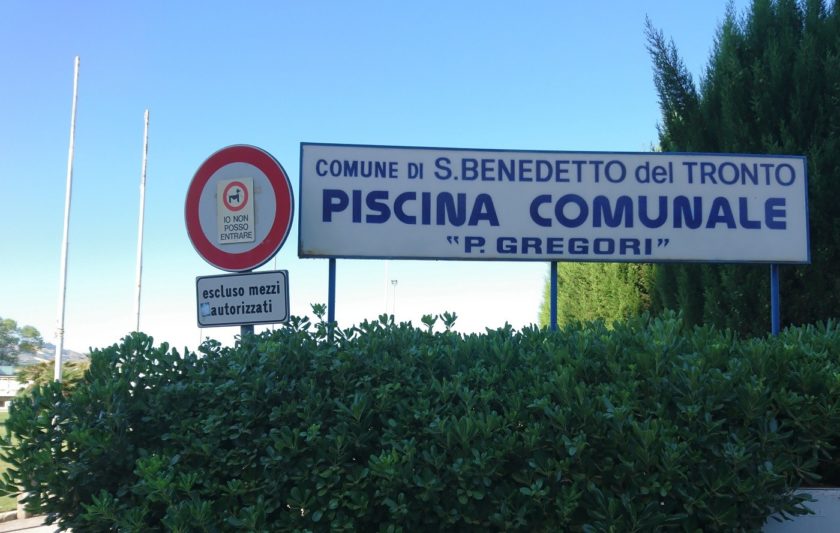 COMUNE DI S.BENEDETTO del TRONTO
PISCINA COMUNALE
"P. GREGORI"
IO NON
POSSO
ENTRARE
escluso mezzi
autorizzati